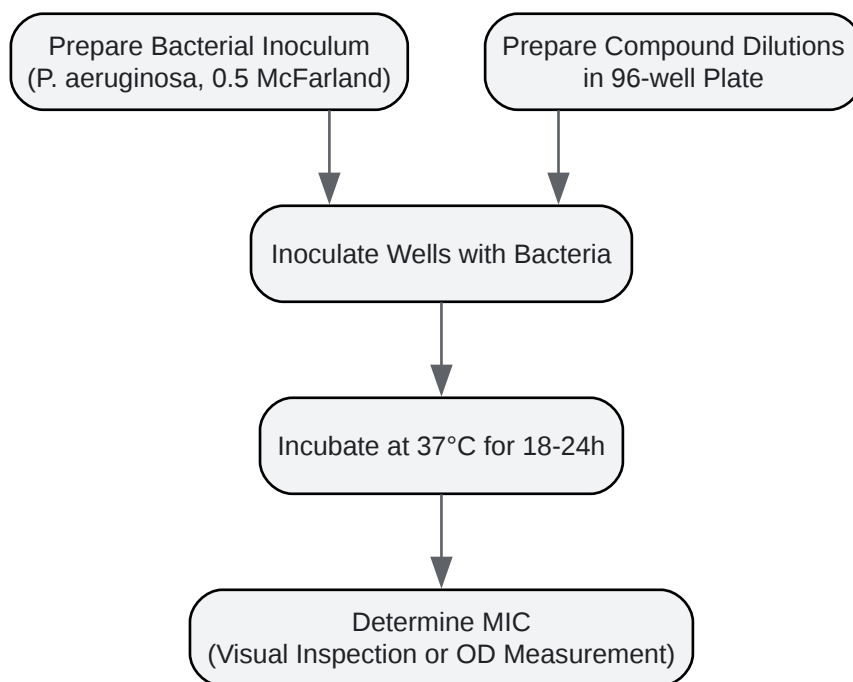 Prepare Bacterial Inoculum
(P. aeruginosa, 0.5 McFarland)
Prepare Compound Dilutions
in 96-well Plate
Inoculate Wells with Bacteria
Incubate at 37°C for 18-24h
Determine MIC
(Visual Inspection or OD Measurement)